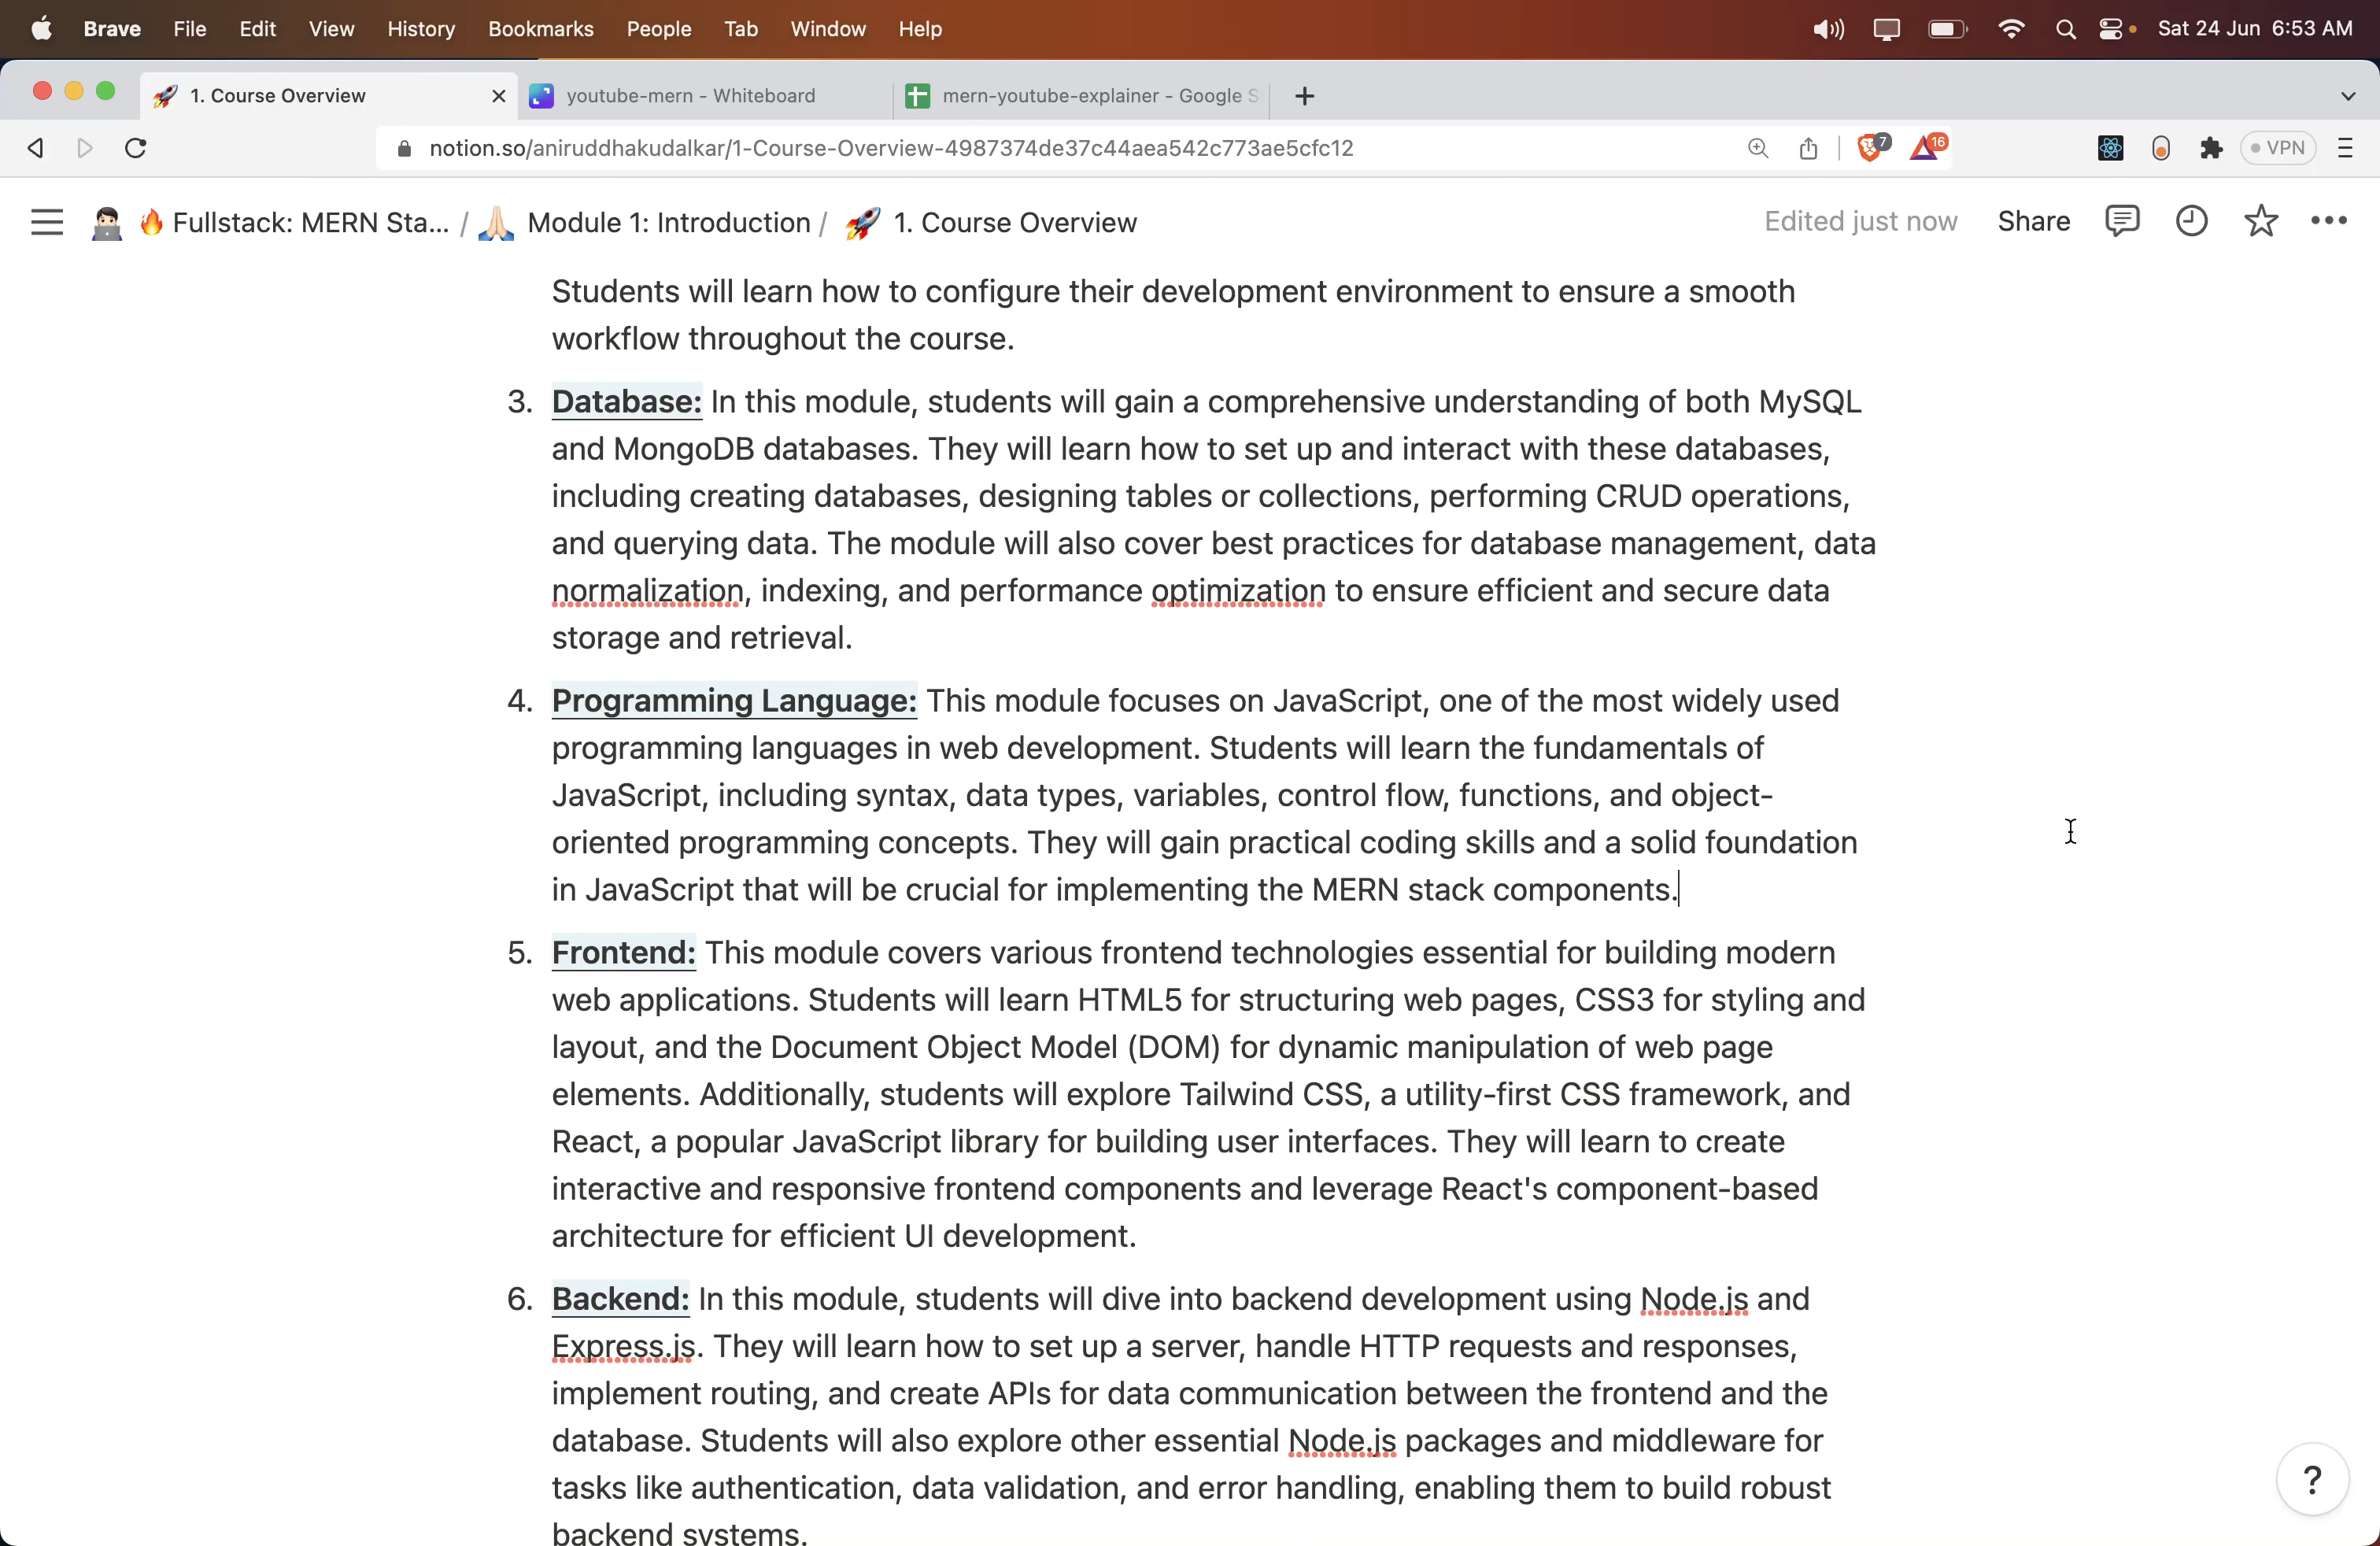 Brave File Edit View History Bookmarks People Tab Window Help Sat 24 Jun 6:53 AM
1. Course Overview youtube-mern - Whiteboard mern-youtube-explainer - Google S
notion.so/aniruddhakudalkar/1-Course-Overview-4987374de37c44aea542c773ae5cfc12 7 16 VPN
Fullstack: MERN Sta... / Module 1: Introduction / 1. Course Overview Edited just now Share
Students will learn how to configure their development environment to ensure a smooth
workflow throughout the course.
3. Database: In this module, students will gain a comprehensive understanding of both MySQL
and MongoDB databases. They will learn how to set up and interact with these databases,
including creating databases, designing tables or collections, performing CRUD operations,
and querying data. The module will also cover best practices for database management, data
normalization, indexing, and performance optimization to ensure efficient and secure data
storage and retrieval.
4. Programming Language: This module focuses on JavaScript, one of the most widely used
programming languages in web development. Students will learn the fundamentals of
JavaScript, including syntax, data types, variables, control flow, functions, and object-
oriented programming concepts. They will gain practical coding skills and a solid foundation
in JavaScript that will be crucial for implementing the MERN stack components.
5. Frontend: This module covers various frontend technologies essential for building modern
web applications. Students will learn HTML5 for structuring web pages, CSS3 for styling and
layout, and the Document Object Model (DOM) for dynamic manipulation of web page
elements. Additionally, students will explore Tailwind CSS, a utility-first CSS framework, and
React, a popular JavaScript library for building user interfaces. They will learn to create
interactive and responsive frontend components and leverage React's component-based
architecture for efficient UI development.
6. Backend: In this module, students will dive into backend development using Node.js and
Express.js. They will learn how to set up a server, handle HTTP requests and responses,
implement routing, and create APIs for data communication between the frontend and the
database. Students will also explore other essential Node.js packages and middleware for
tasks like authentication, data validation, and error handling, enabling them to build robust
backend systems.
?